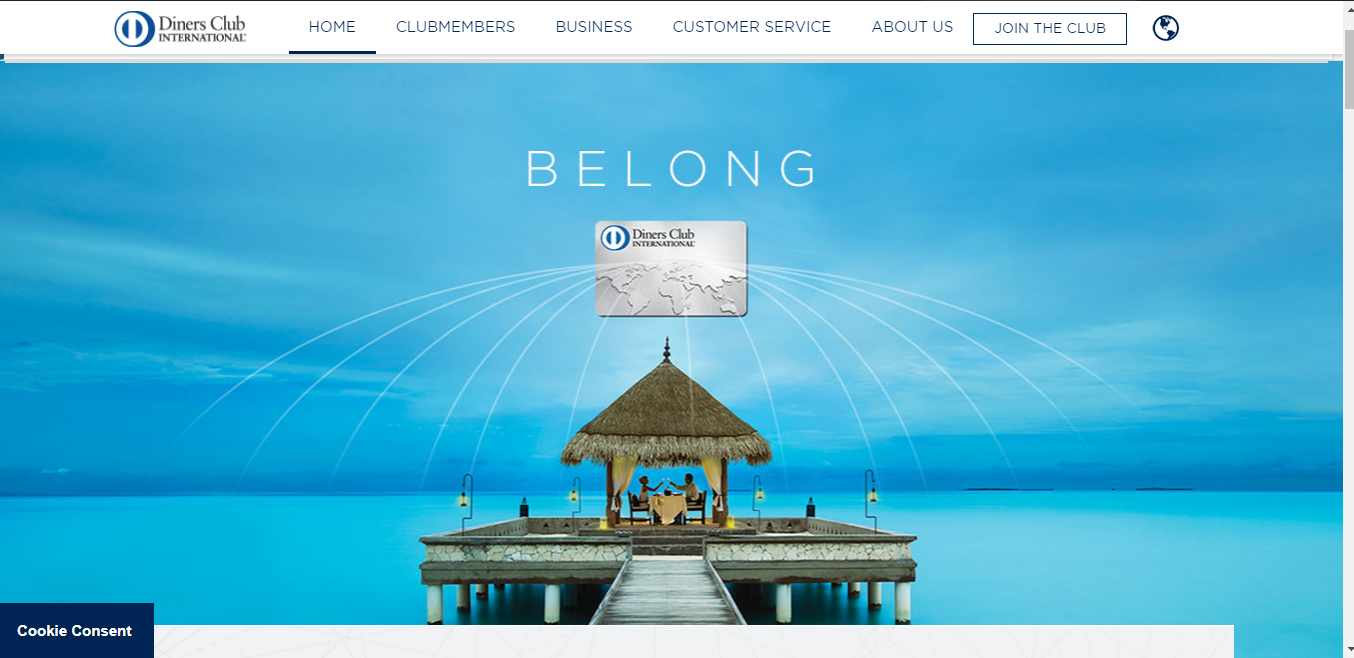 Diners Club
INTERNATIONAL
HOME
CLUBMEMBERS
BUSINESS
CUSTOMER SERVICE
ABOUT US
JOIN THE CLUB
BELONG
Diners Club
INTERNATIONAL
Cookie Consent